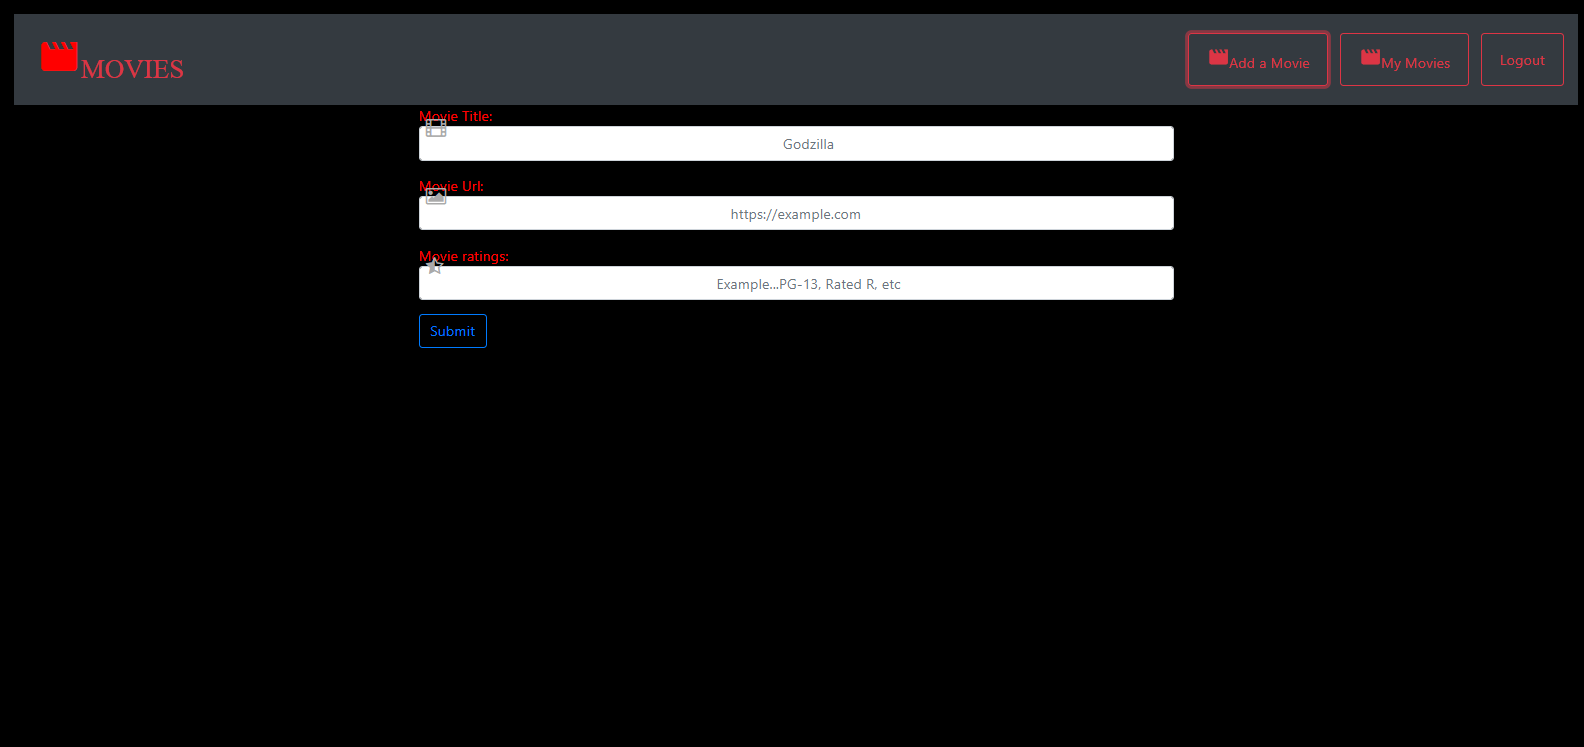 MOVIES
Add a Movie
My Movies
Logout
Movie Title:
Godzilla
Movie Url:
https://example.com
Movie ratings:
Example...PG-13, Rated R, etc
Submit